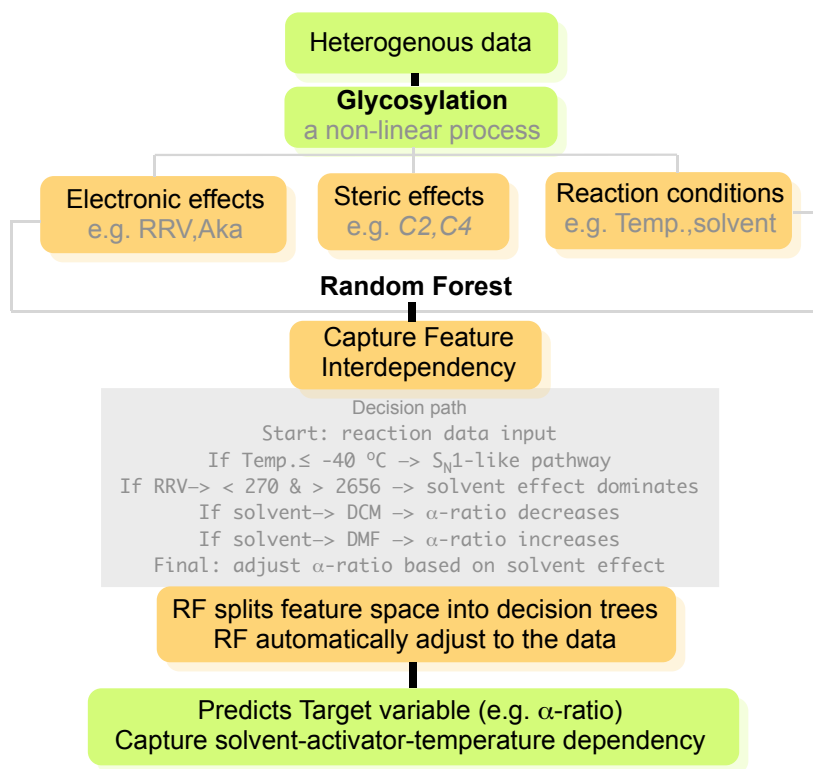 Heterogenous data
Glycosylation
a non-linear process
Electronic effects
e.g. RRV,Aka
Steric effects
e.g. C2,C4
Reaction conditions
e.g. Temp.,solvent
Random Forest
Capture Feature
Interdependency
Decision path
Start: reaction data input
If Temp.≤ -40 ºC —> SN1-like pathway
If RRV—> < 270 & > 2656 —> solvent effect dominates
If solvent—> DCM —> α-ratio decreases
If solvent—> DMF —> α-ratio increases
Final: adjust α-ratio based on solvent effect
RF splits feature space into decision trees
RF automatically adjust to the data
Predicts Target variable (e.g. α-ratio)
Capture solvent-activator-temperature dependency